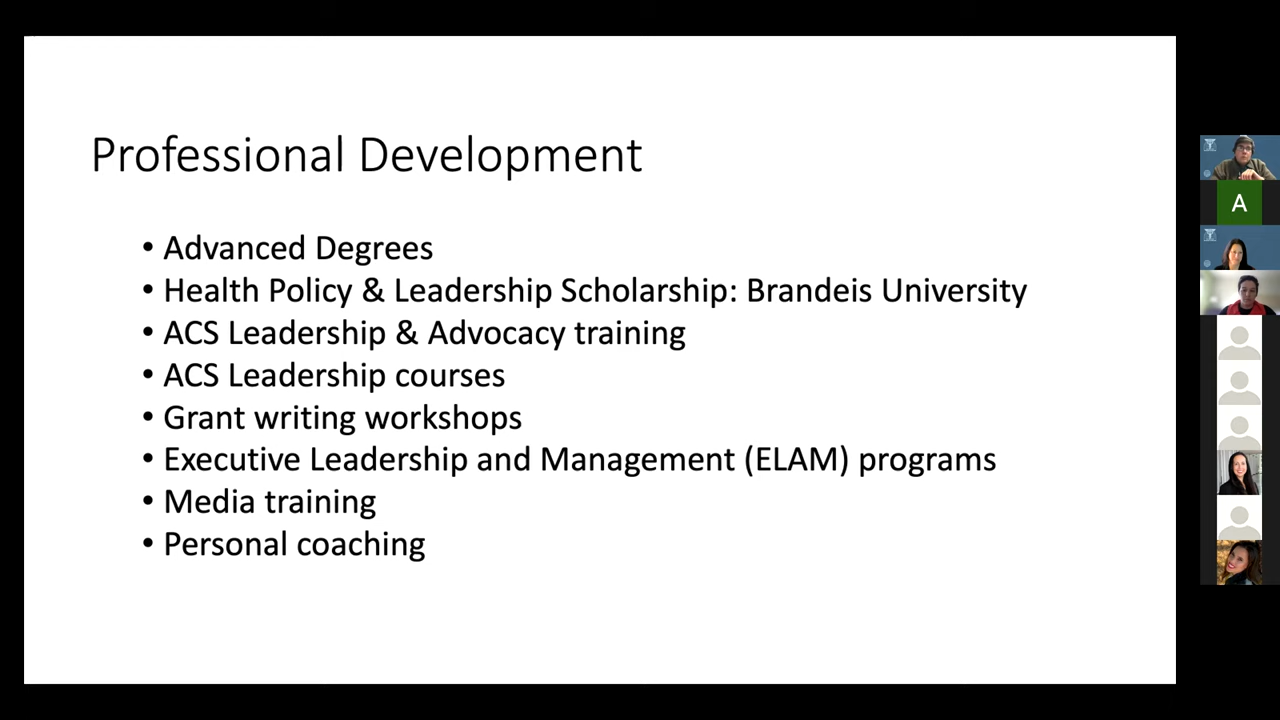 Professional Development
• Advanced Degrees
• Health Policy & Leadership Scholarship: Brandeis University
• ACS Leadership & Advocacy training
• ACS Leadership courses
• Grant writing workshops
• Executive Leadership and Management (ELAM) programs
• Media training
• Personal coaching
A